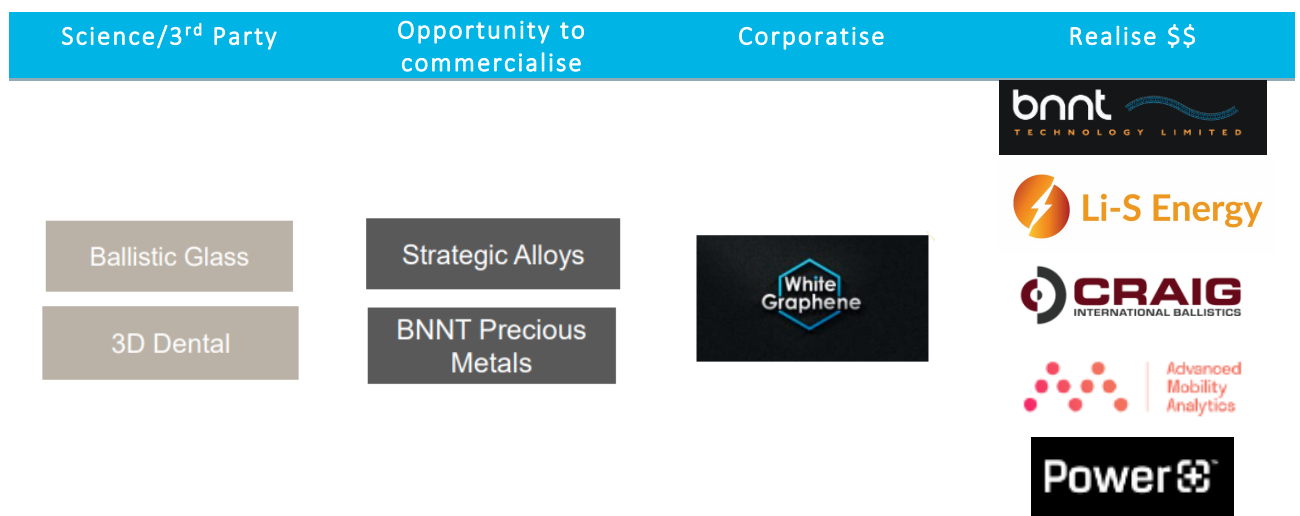 Science/3rd Party
Opportunity to
commercialise
Corporatise
Realise $$
Ballistic Glass
3D Dental
Strategic Alloys
BNNT Precious
Metals
White
Graphene
bnnt
TECHNOLOGY LIMITED
Li-S Energy
CRAIG
INTERNATIONAL BALLISTICS
Advanced
Mobility
Analytics
Power